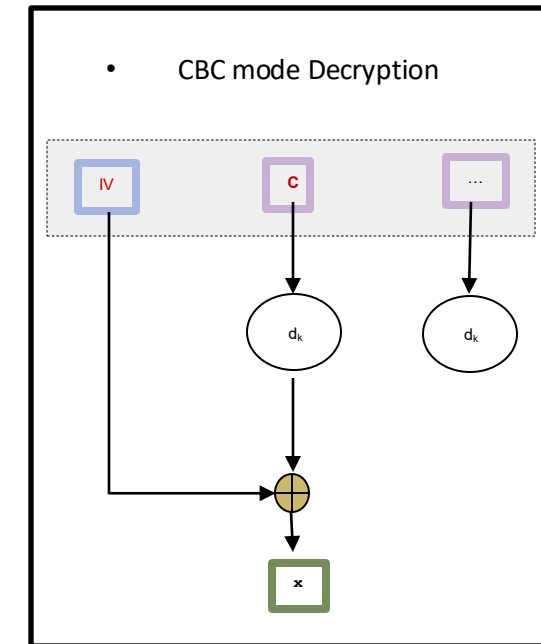 • CBC mode Decryption
IV C ...
dk dk
x